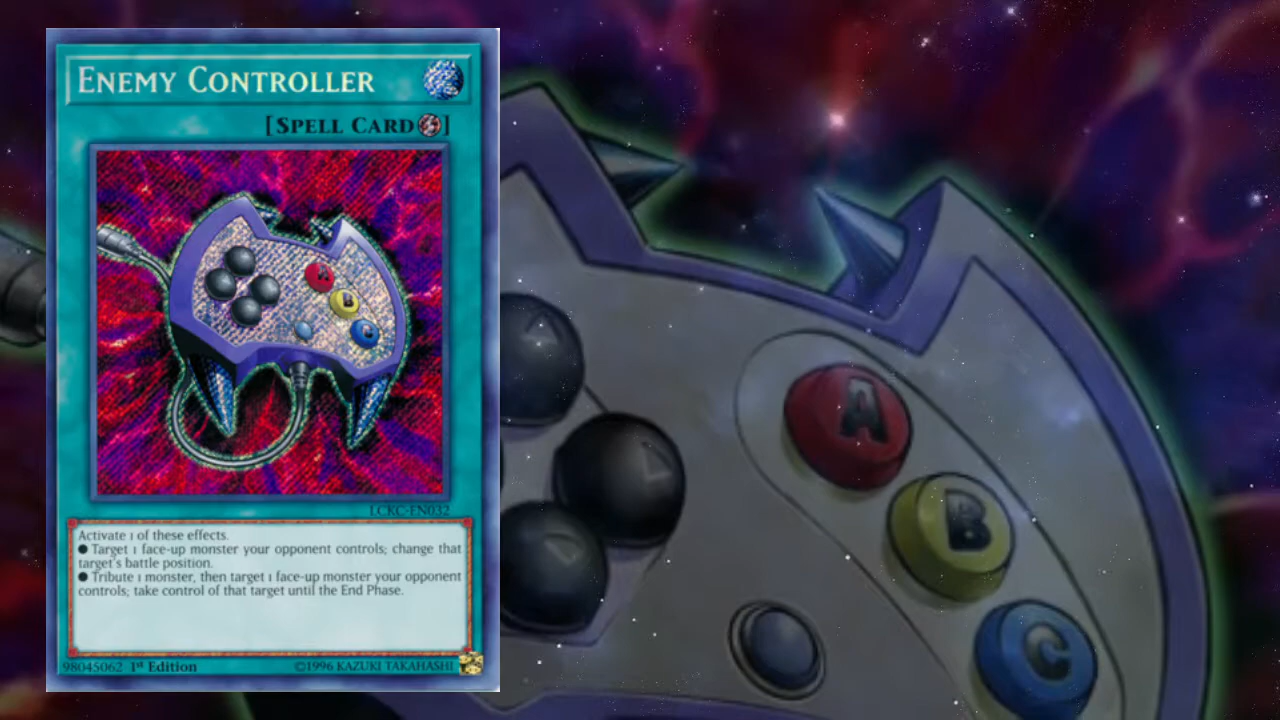 ENEMY CONTROLLER
[SPELL CARD]
A
B
C
LCKC-EN032
Activate 1 of these effects.
● Target 1 face-up monster your opponent controls; change that
target's battle position.
● Tribute 1 monster, then target 1 face-up monster your opponent
controls; take control of that target until the End Phase.
98045062 1st Edition ©1996 KAZUKI TAKAHASHI
A
B
C